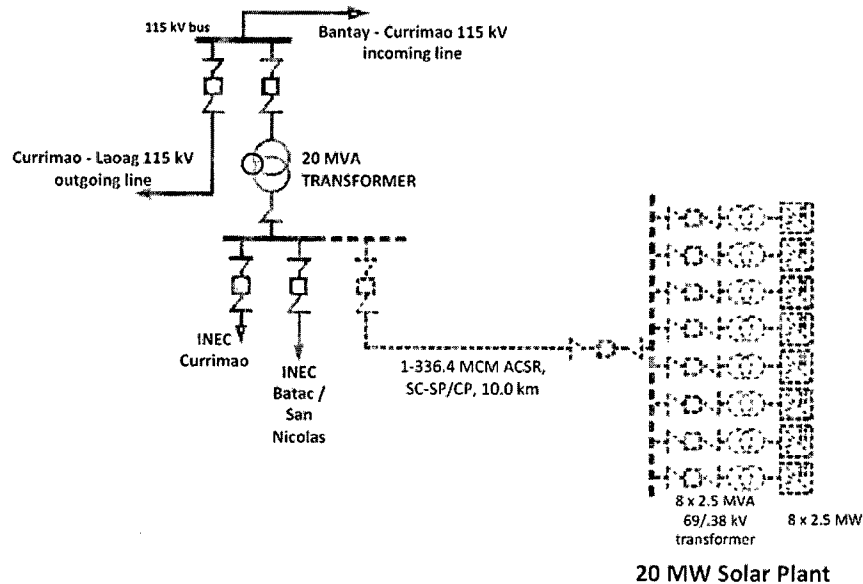 115 kV bus
Bantay - Currimao 115 kV
incoming line
Currimao - Laoag 115 kV
outgoing line
20 MVA
TRANSFORMER
INEC
Currimao
INEC
Batac /
San
Nicolas
1-336.4 MCM ACSR,
SC-SP/CP, 10.0 km
8 x 2.5 MVA
69/.38 kV
transformer
8 x 2.5 MW
20 MW Solar Plant